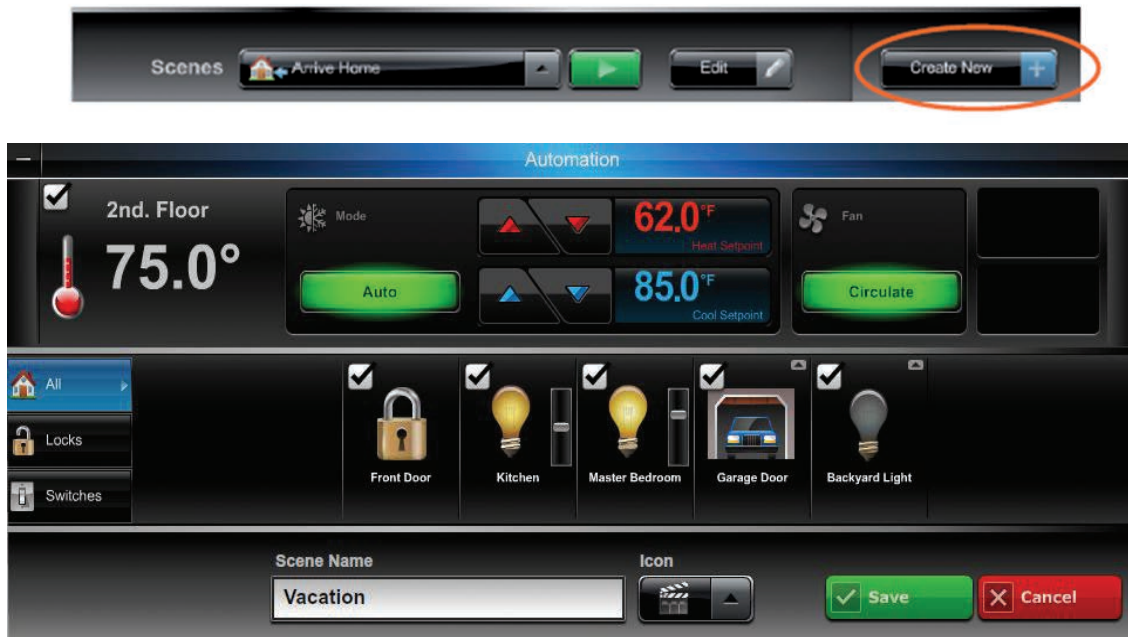 Scenes Arrive Home Edit Create New
Automation
2nd. Floor
75.0°
Mode
Auto
62.0°F
Heat Setpoint
85.0°F
Cool Setpoint
Fan
Circulate
All
Locks
Switches
Front Door
Kitchen
Master Bedroom
Garage Door
Backyard Light
Scene Name
Vacation
Icon
Save
Cancel